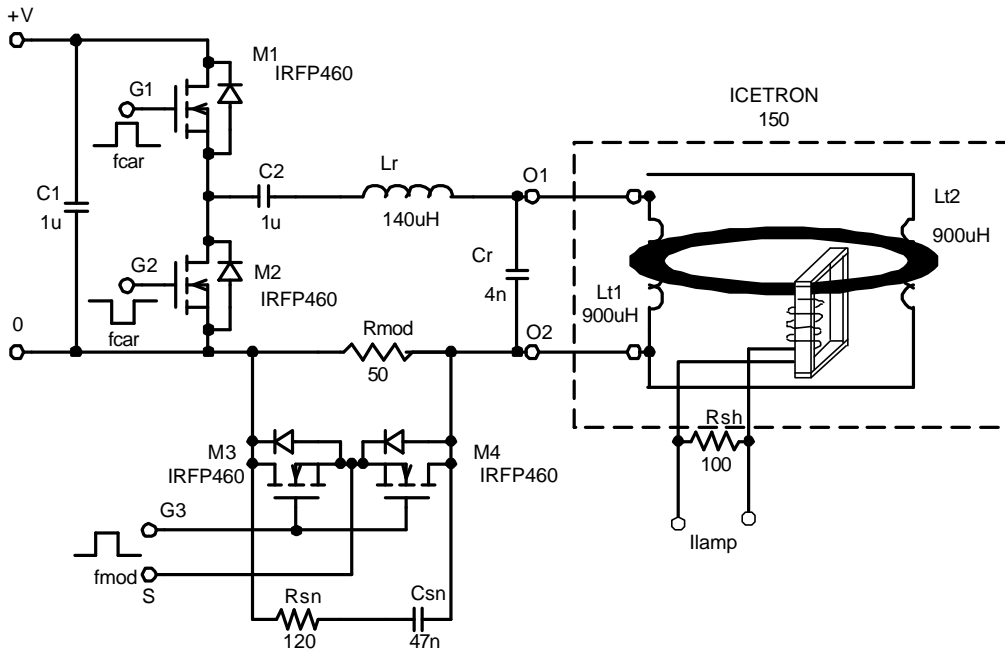 +V
M1
IRFP460
G1
fcar
C1
1u
C2
1u
Lr
140uH
O1
ICETRON
150
Lt2
900uH
Cr
4n
G2
fcar
M2
IRFP460
Lt1
900uH
0
Rmod
50
O2
Rsh
100
M3
IRFP460
M4
IRFP460
G3
fmod
S
Ilamp
Rsn
120
Csn
47n